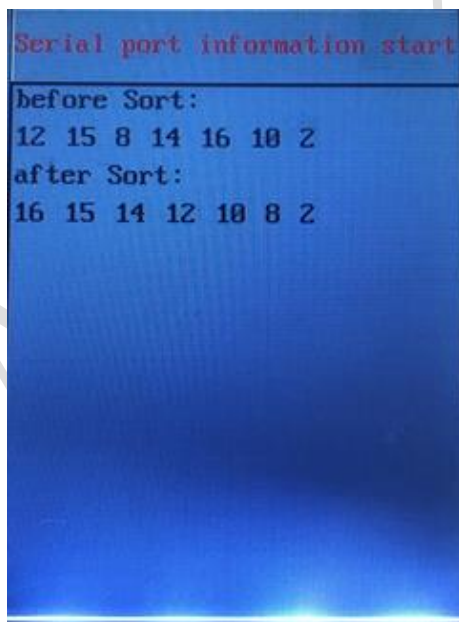 Serial port information start
before Sort:
12 15 8 14 16 10 2
after Sort:
16 15 14 12 10 8 2